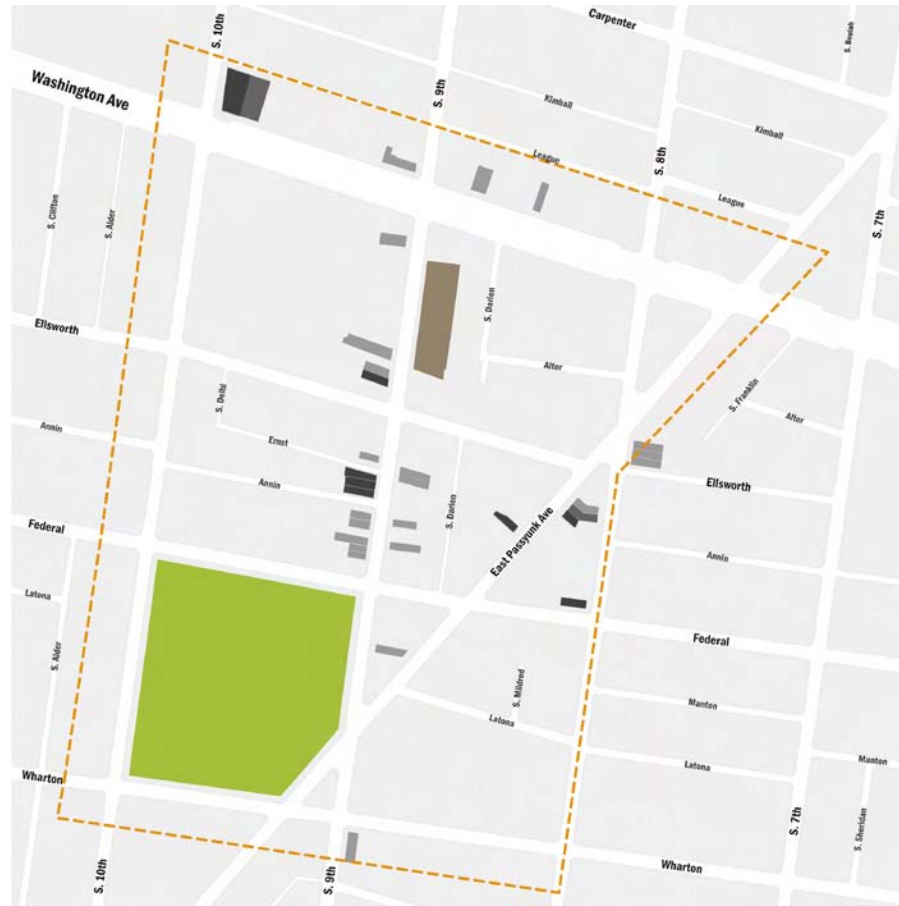 Carpenter
S. 10th
S. Beulah
Washington Ave
S. 9th
Kimball
Kimball
S. 8th
League
League
S. 7th
S. Clifton
S. Alder
S. Darien
Ellsworth
Alter
S. Delhi
S. Franklin
Alter
Annin
Ernst
Annin
Ellsworth
Federal
S. Darien
East Passyunk Ave
Annin
Latona
S. Alder
Federal
S. Mildred
Manton
Latona
Latona
Manton
Wharton
S. 7th
S. Sheridan
S. 10th
S. 9th
Wharton